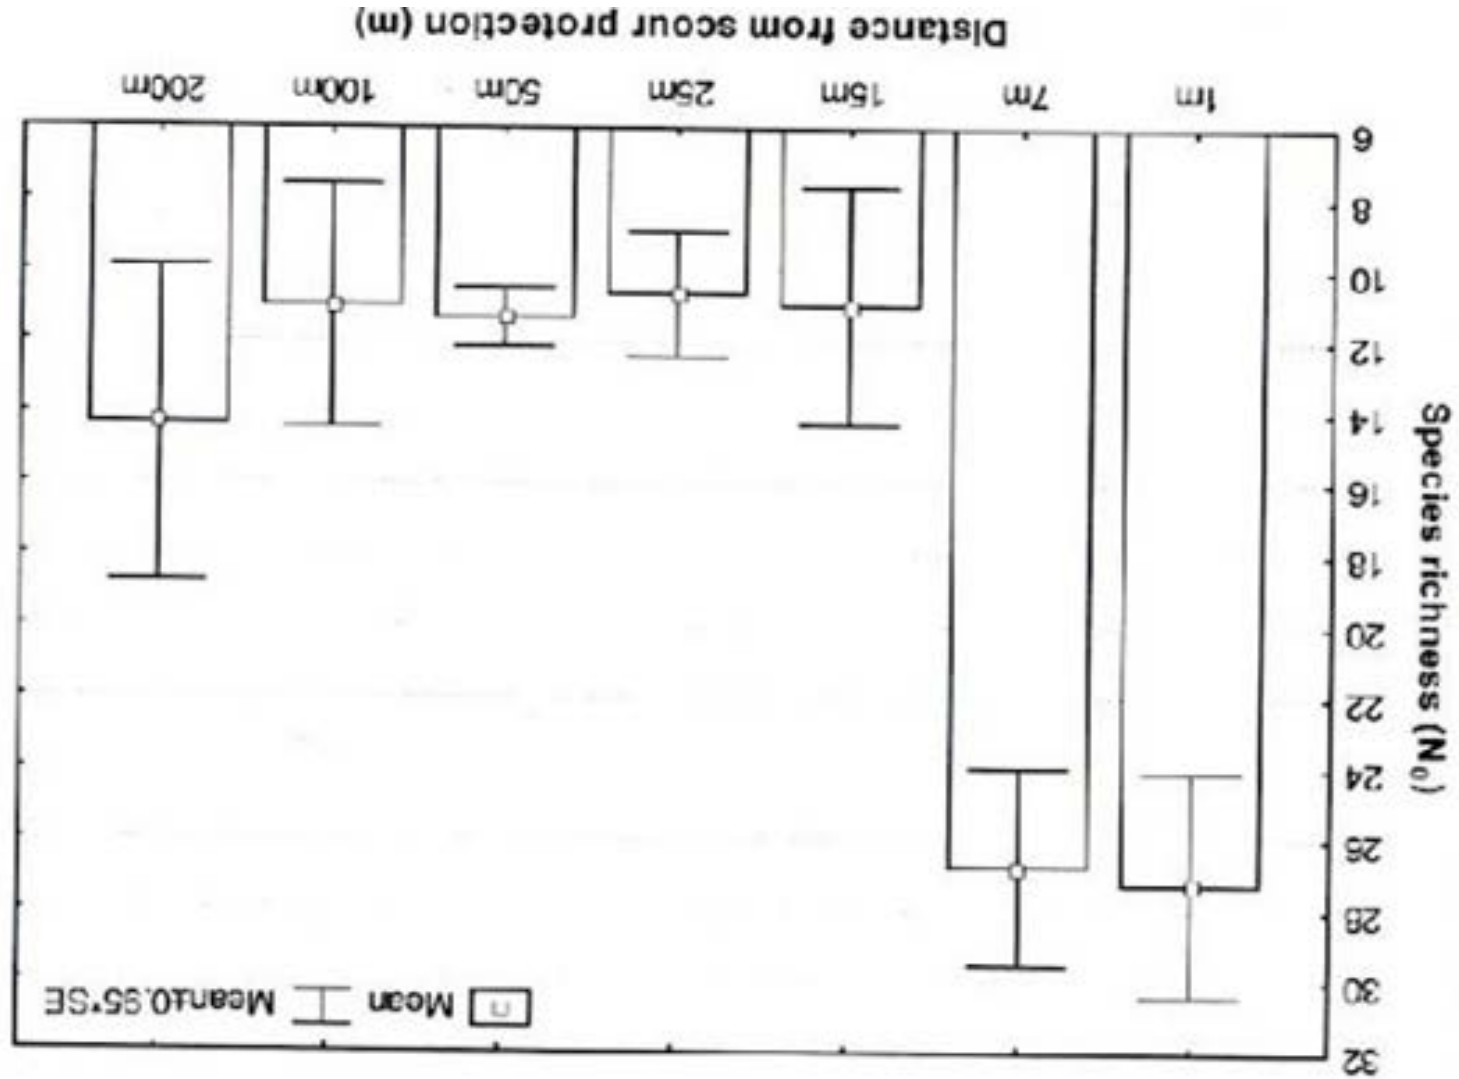 Mean
Mean±0.95*SE
Species richness (N₀)
32
30
28
26
24
22
20
18
16
14
12
10
8
6
1m
7m
15m
25m
50m
100m
200m
Distance from scour protection (m)